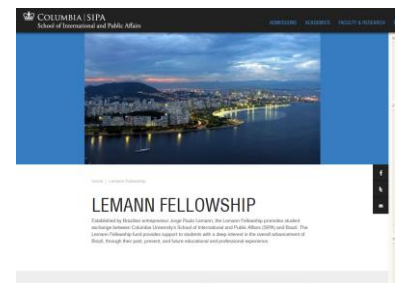 COLUMBIA | SIPA
School of International and Public Affairs
ADMISSIONS ACADEMICS FACULTY & RESEARCH
Home | Lemann Fellowship
LEMANN FELLOWSHIP
Established by Brazilian entrepreneur Jorge Paulo Lemann, the Lemann Fellowship provides student
exchange between Columbia University's School of International and Public Affairs (SIPA) and Brazil. The
Lemann Fellowship fund provides support to students with a deep interest in the overall advancement of
Brazil, through their past, present, and future educational and professional experience.